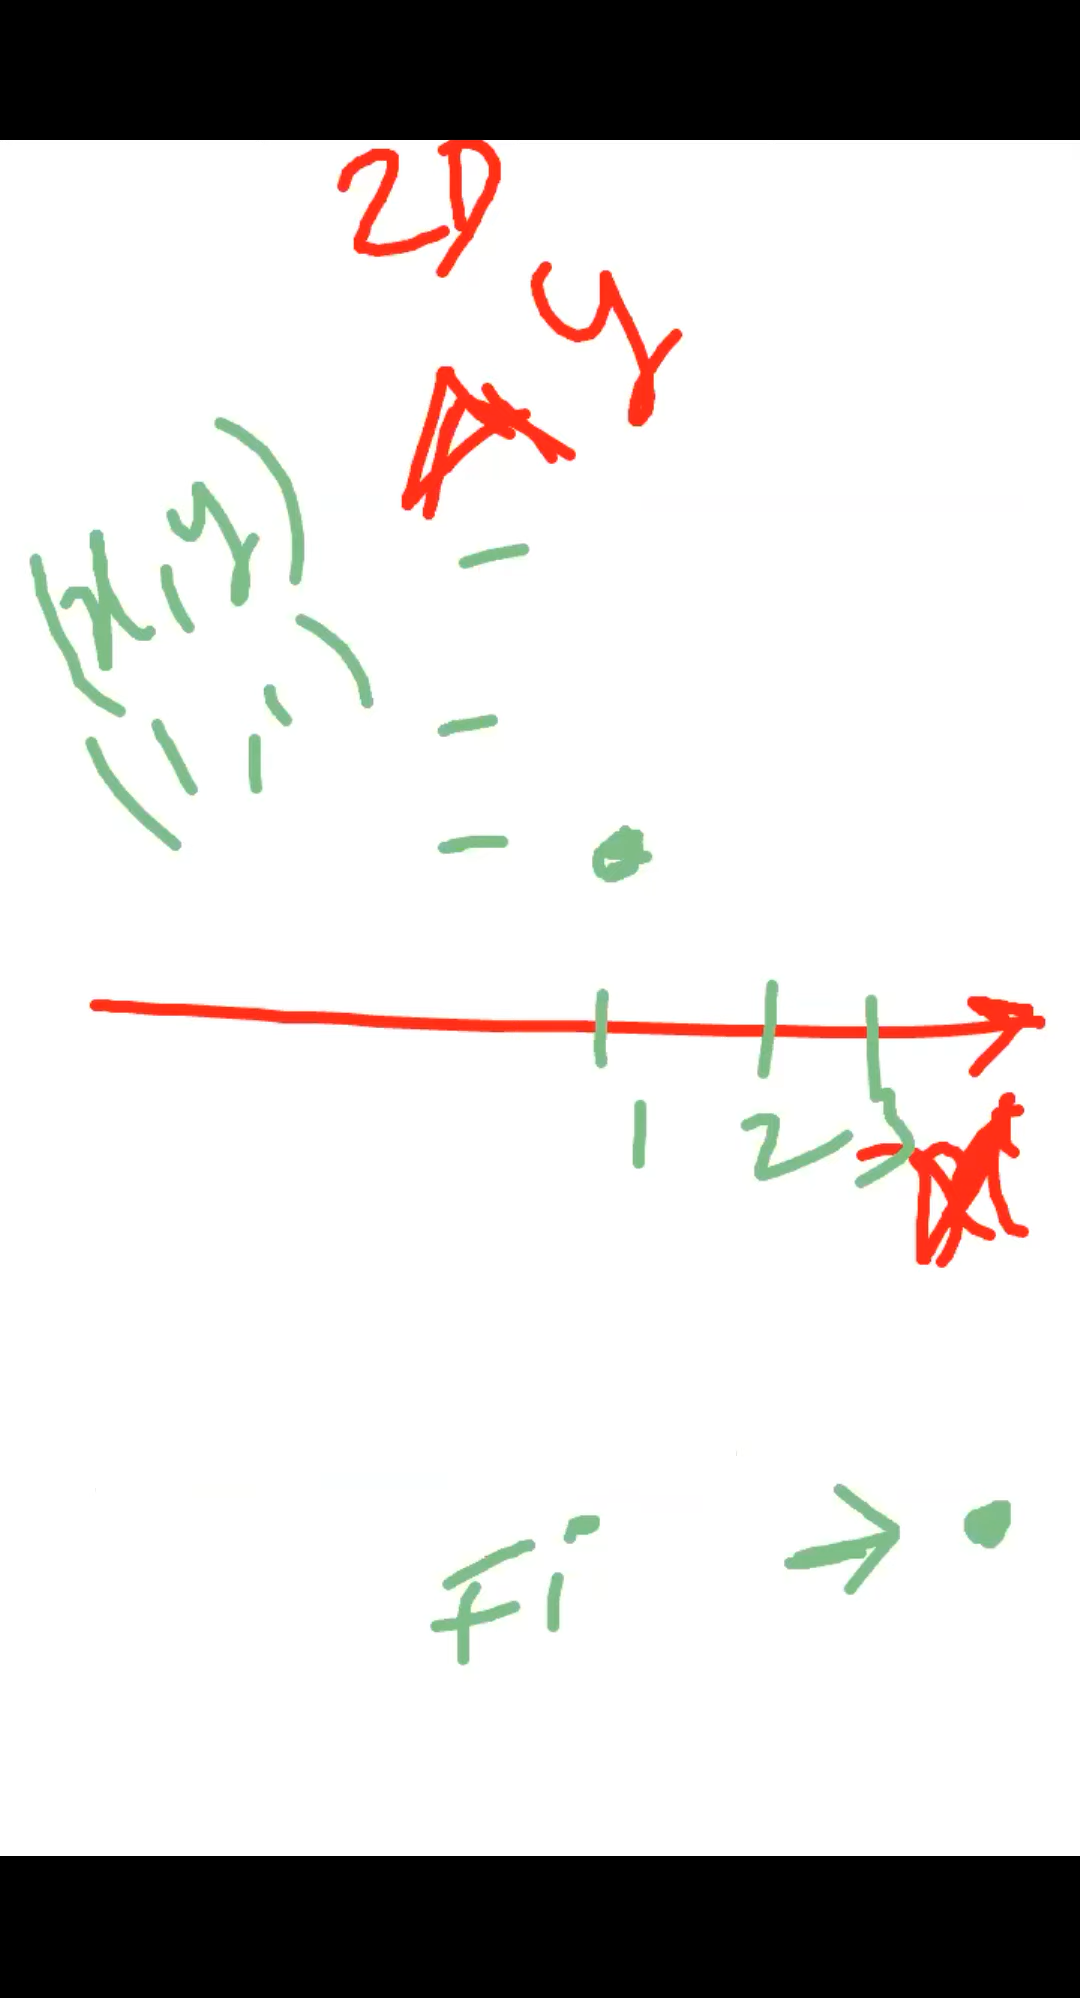 2D
y
(x,y)
(1,1)
1 2 3
x
Fi →